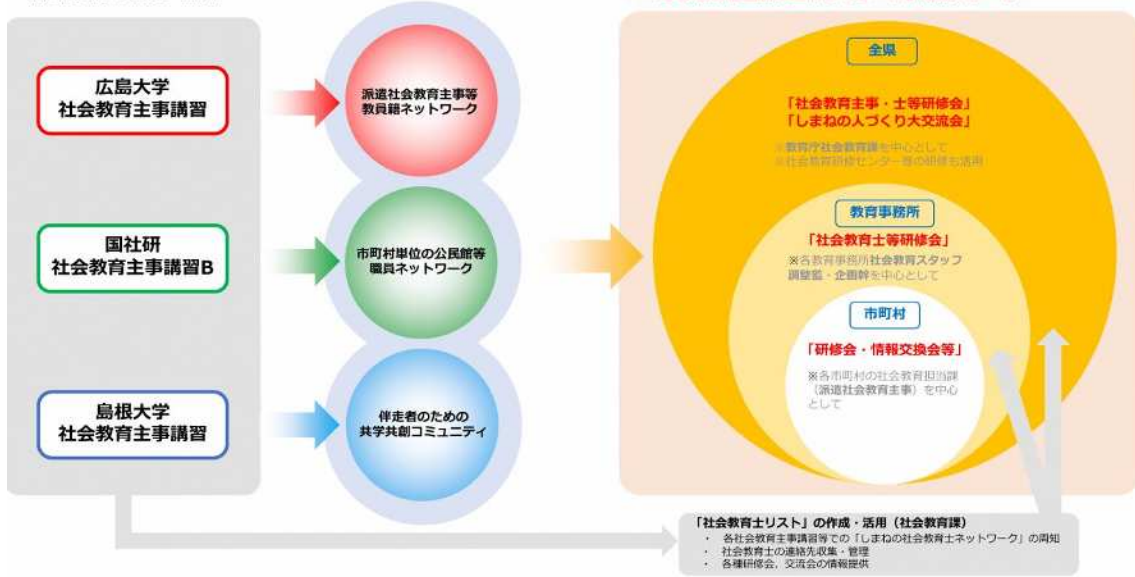 広島大学
社会教育主事講習
国社研
社会教育主事講習B
島根大学
社会教育主事講習
派遣社会教育主事等
教員籍ネットワーク
市町村単位の公民館等
職員ネットワーク
伴走者のための
共学共創コミュニティ
全県
「社会教育主事・士等研修会」
「しまねの人づくり大交流会」
※教育庁社会教育課を中心として
※社会教育研修センター等の研修も活用
教育事務所
「社会教育士等研修会」
※各教育事務所社会教育スタッフ
調整監・企画幹を中心として
市町村
「研修会・情報交換会等」
※各市町村の社会教育担当課
（派遣社会教育主事）を中心
として
「社会教育士リスト」の作成・活用（社会教育課）
・ 各社会教育主事講習等での「しまねの社会教育士ネットワーク」の周知
・ 社会教育士の連絡先収集・管理
・ 各種研修会、交流会の情報提供